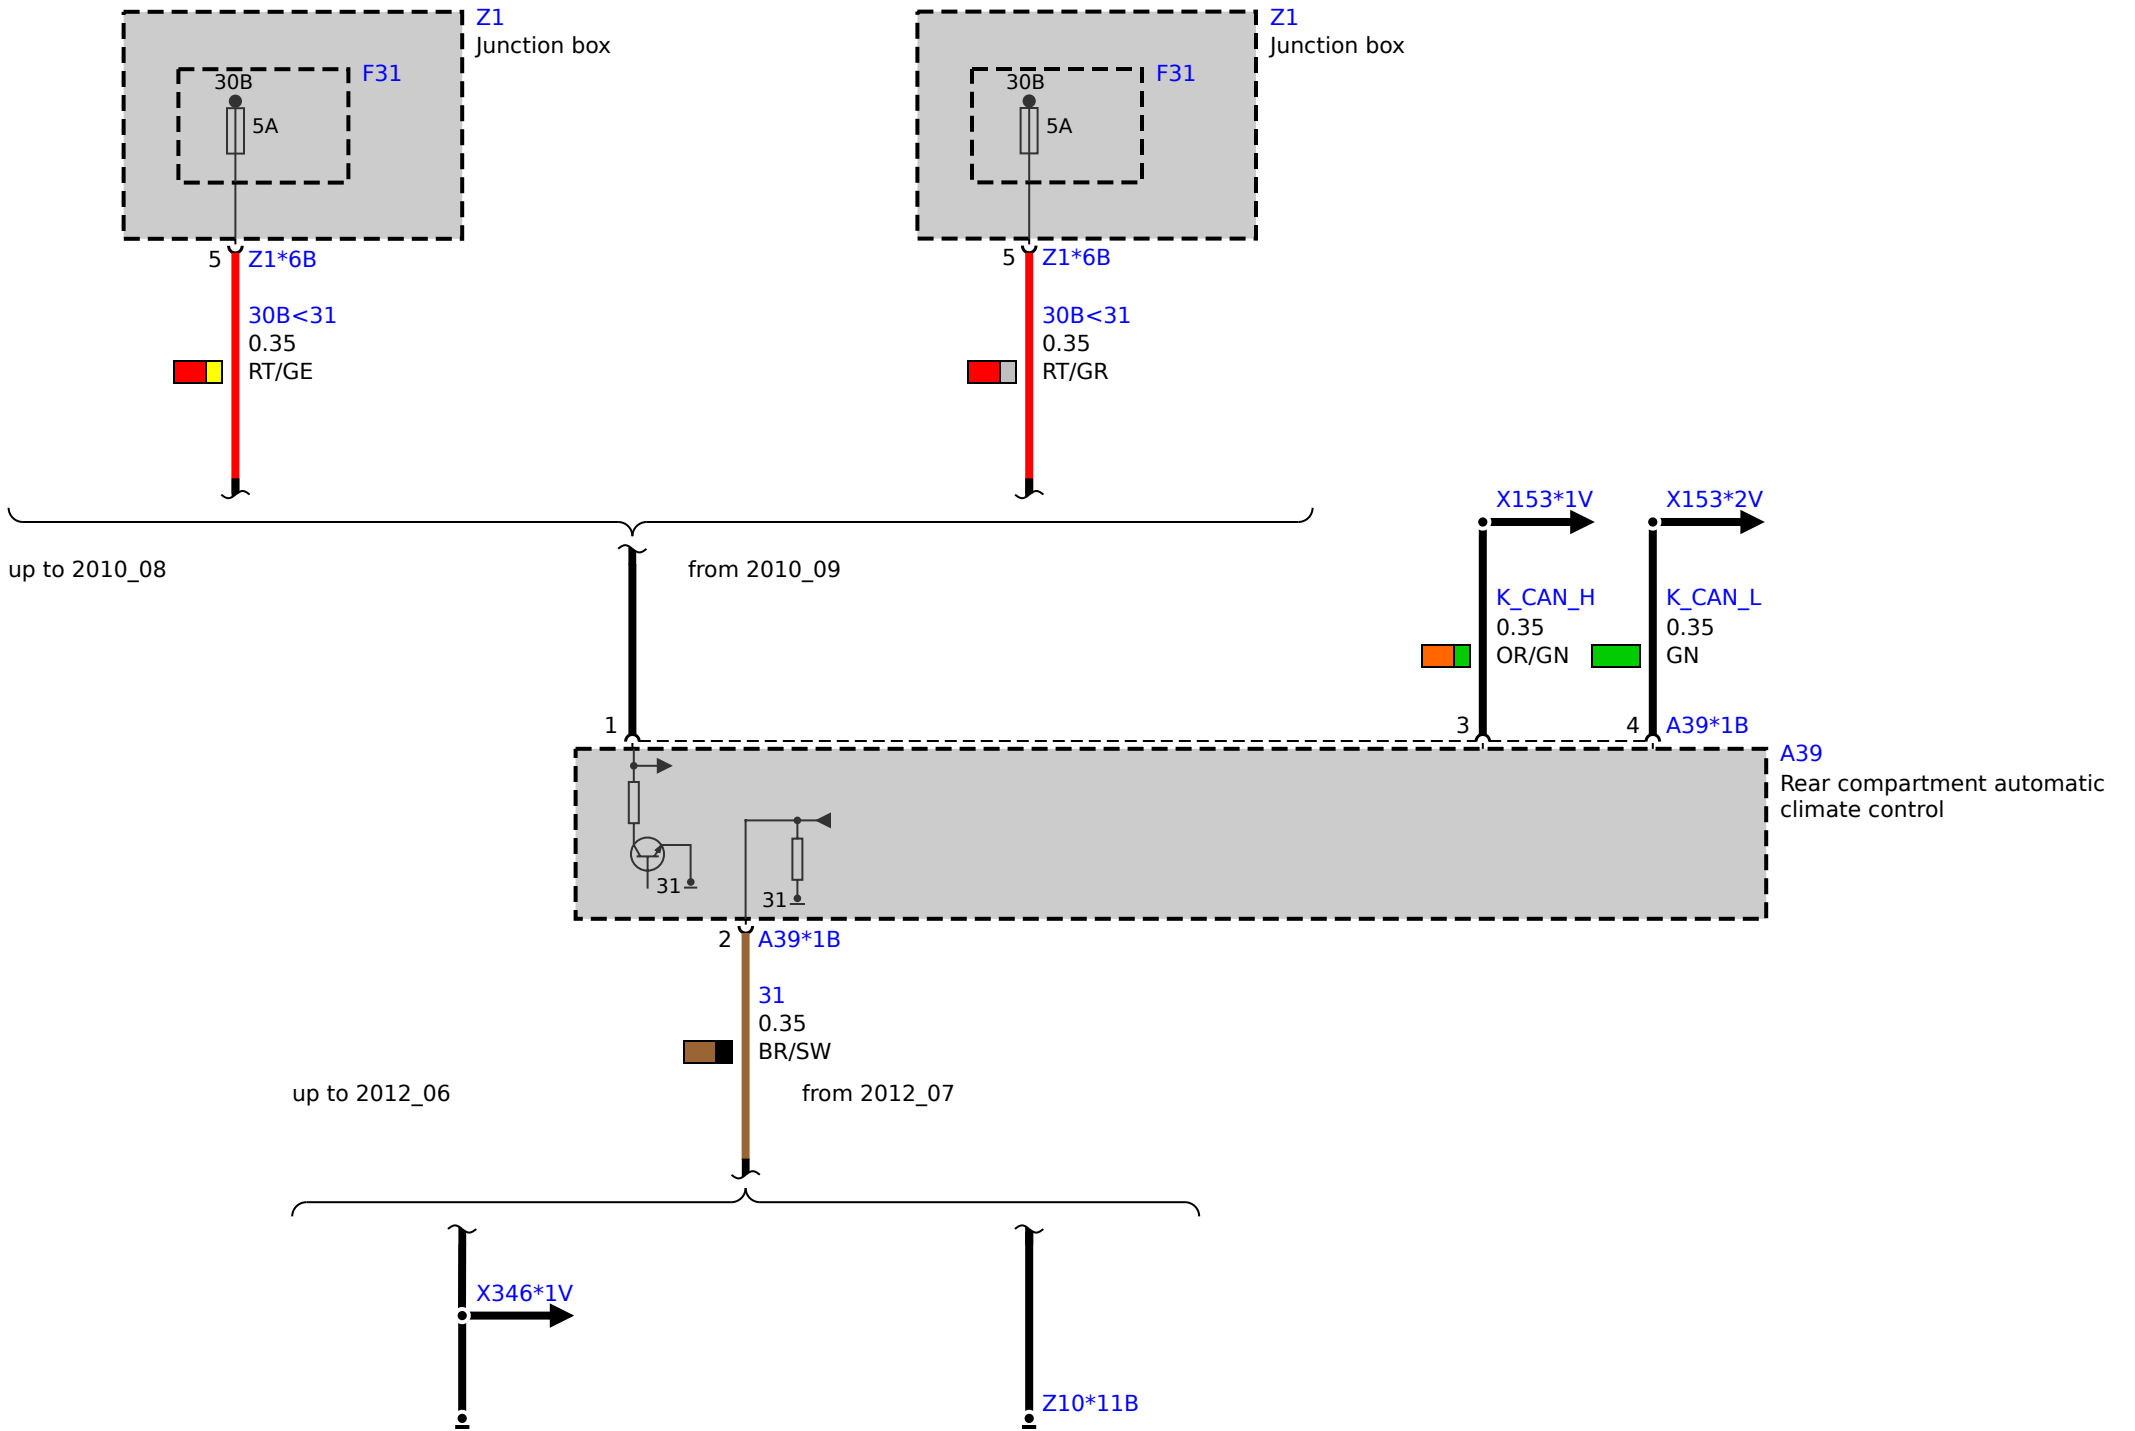 Z1
Junction box
F31
30B
5A
5
Z1*6B
30B<31
0.35
RT/GE
Z1
Junction box
F31
30B
5A
5
Z1*6B
30B<31
0.35
RT/GR
up to 2010_08
from 2010_09
X153*1V
X153*2V
K_CAN_H
0.35
OR/GN
K_CAN_L
0.35
GN
1
3
4
A39*1B
A39
Rear compartment automatic
climate control
31
31
2
A39*1B
31
0.35
BR/SW
up to 2012_06
from 2012_07
X346*1V
Z10*11B